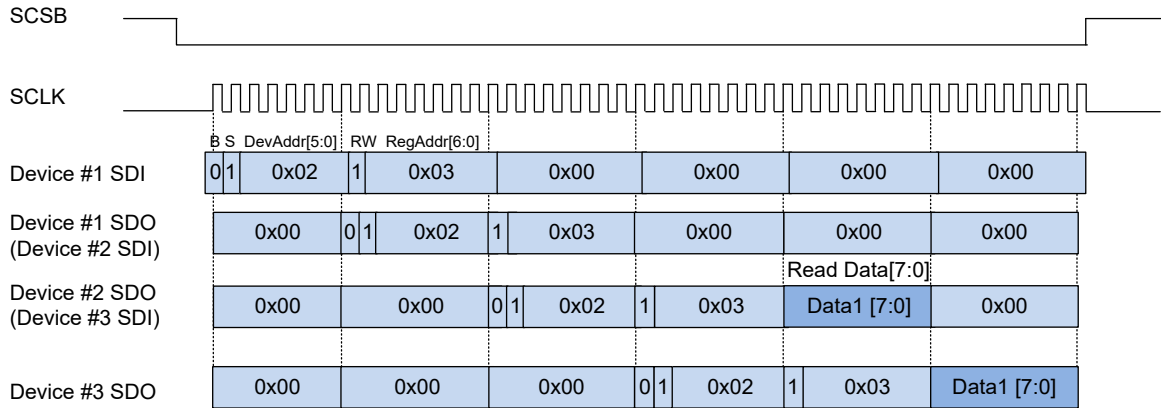 SCSB
SCLK
B S DevAddr[5:0] RW RegAddr[6:0]
Device #1 SDI 0 1 0x02 1 0x03 0x00 0x00 0x00 0x00
Device #1 SDO
(Device #2 SDI) 0x00 0 1 0x02 1 0x03 0x00 0x00 0x00
Read Data[7:0]
Device #2 SDO
(Device #3 SDI) 0x00 0x00 0 1 0x02 1 0x03 Data1 [7:0] 0x00
Device #3 SDO 0x00 0x00 0x00 0 1 0x02 1 0x03 Data1 [7:0]